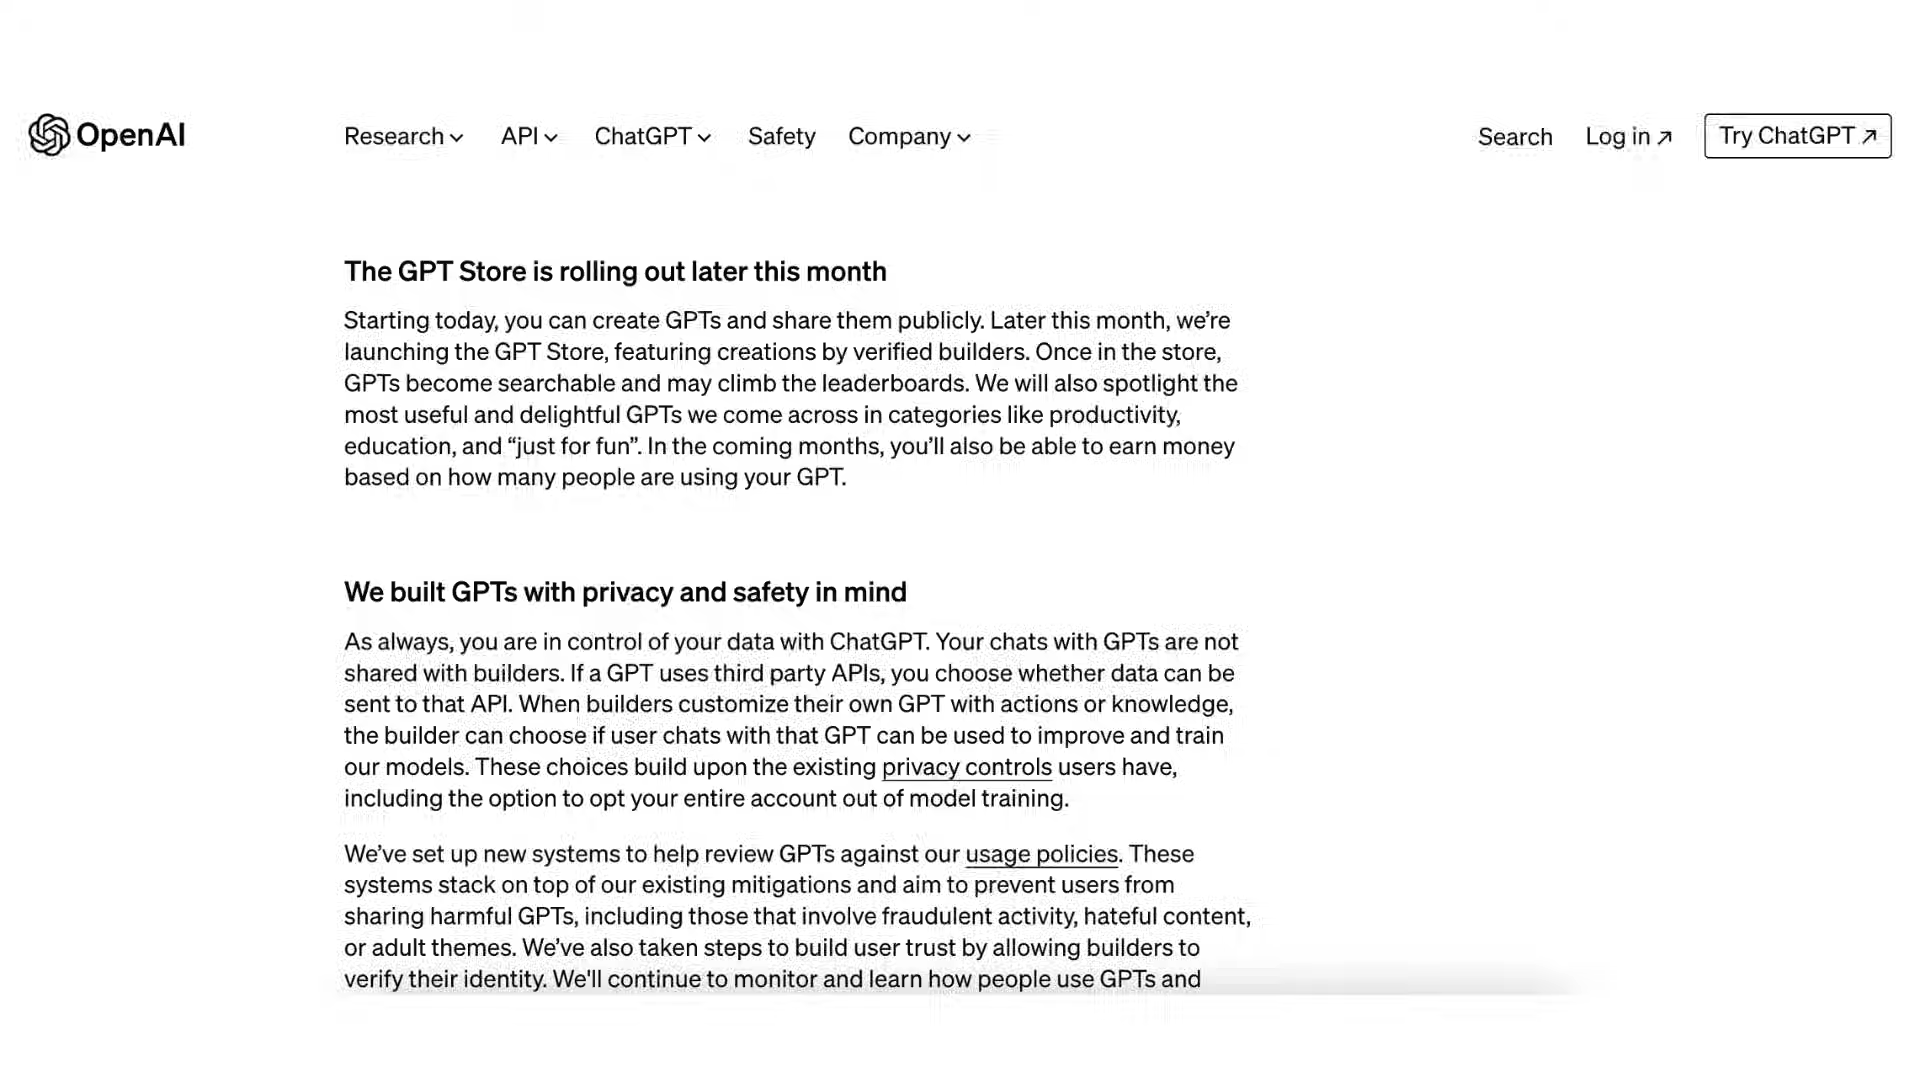 OpenAI
Research API ChatGPT Safety Company Search Log in ↗ Try ChatGPT ↗
The GPT Store is rolling out later this month
Starting today, you can create GPTs and share them publicly. Later this month, we’re
launching the GPT Store, featuring creations by verified builders. Once in the store,
GPTs become searchable and may climb the leaderboards. We will also spotlight the
most useful and delightful GPTs we come across in categories like productivity,
education, and “just for fun”. In the coming months, you’ll also be able to earn money
based on how many people are using your GPT.
We built GPTs with privacy and safety in mind
As always, you are in control of your data with ChatGPT. Your chats with GPTs are not
shared with builders. If a GPT uses third party APIs, you choose whether data can be
sent to that API. When builders customize their own GPT with actions or knowledge,
the builder can choose if user chats with that GPT can be used to improve and train
our models. These choices build upon the existing privacy controls users have,
including the option to opt your entire account out of model training.
We’ve set up new systems to help review GPTs against our usage policies. These
systems stack on top of our existing mitigations and aim to prevent users from
sharing harmful GPTs, including those that involve fraudulent activity, hateful content,
or adult themes. We’ve also taken steps to build user trust by allowing builders to
verify their identity. We'll continue to monitor and learn how people use GPTs and